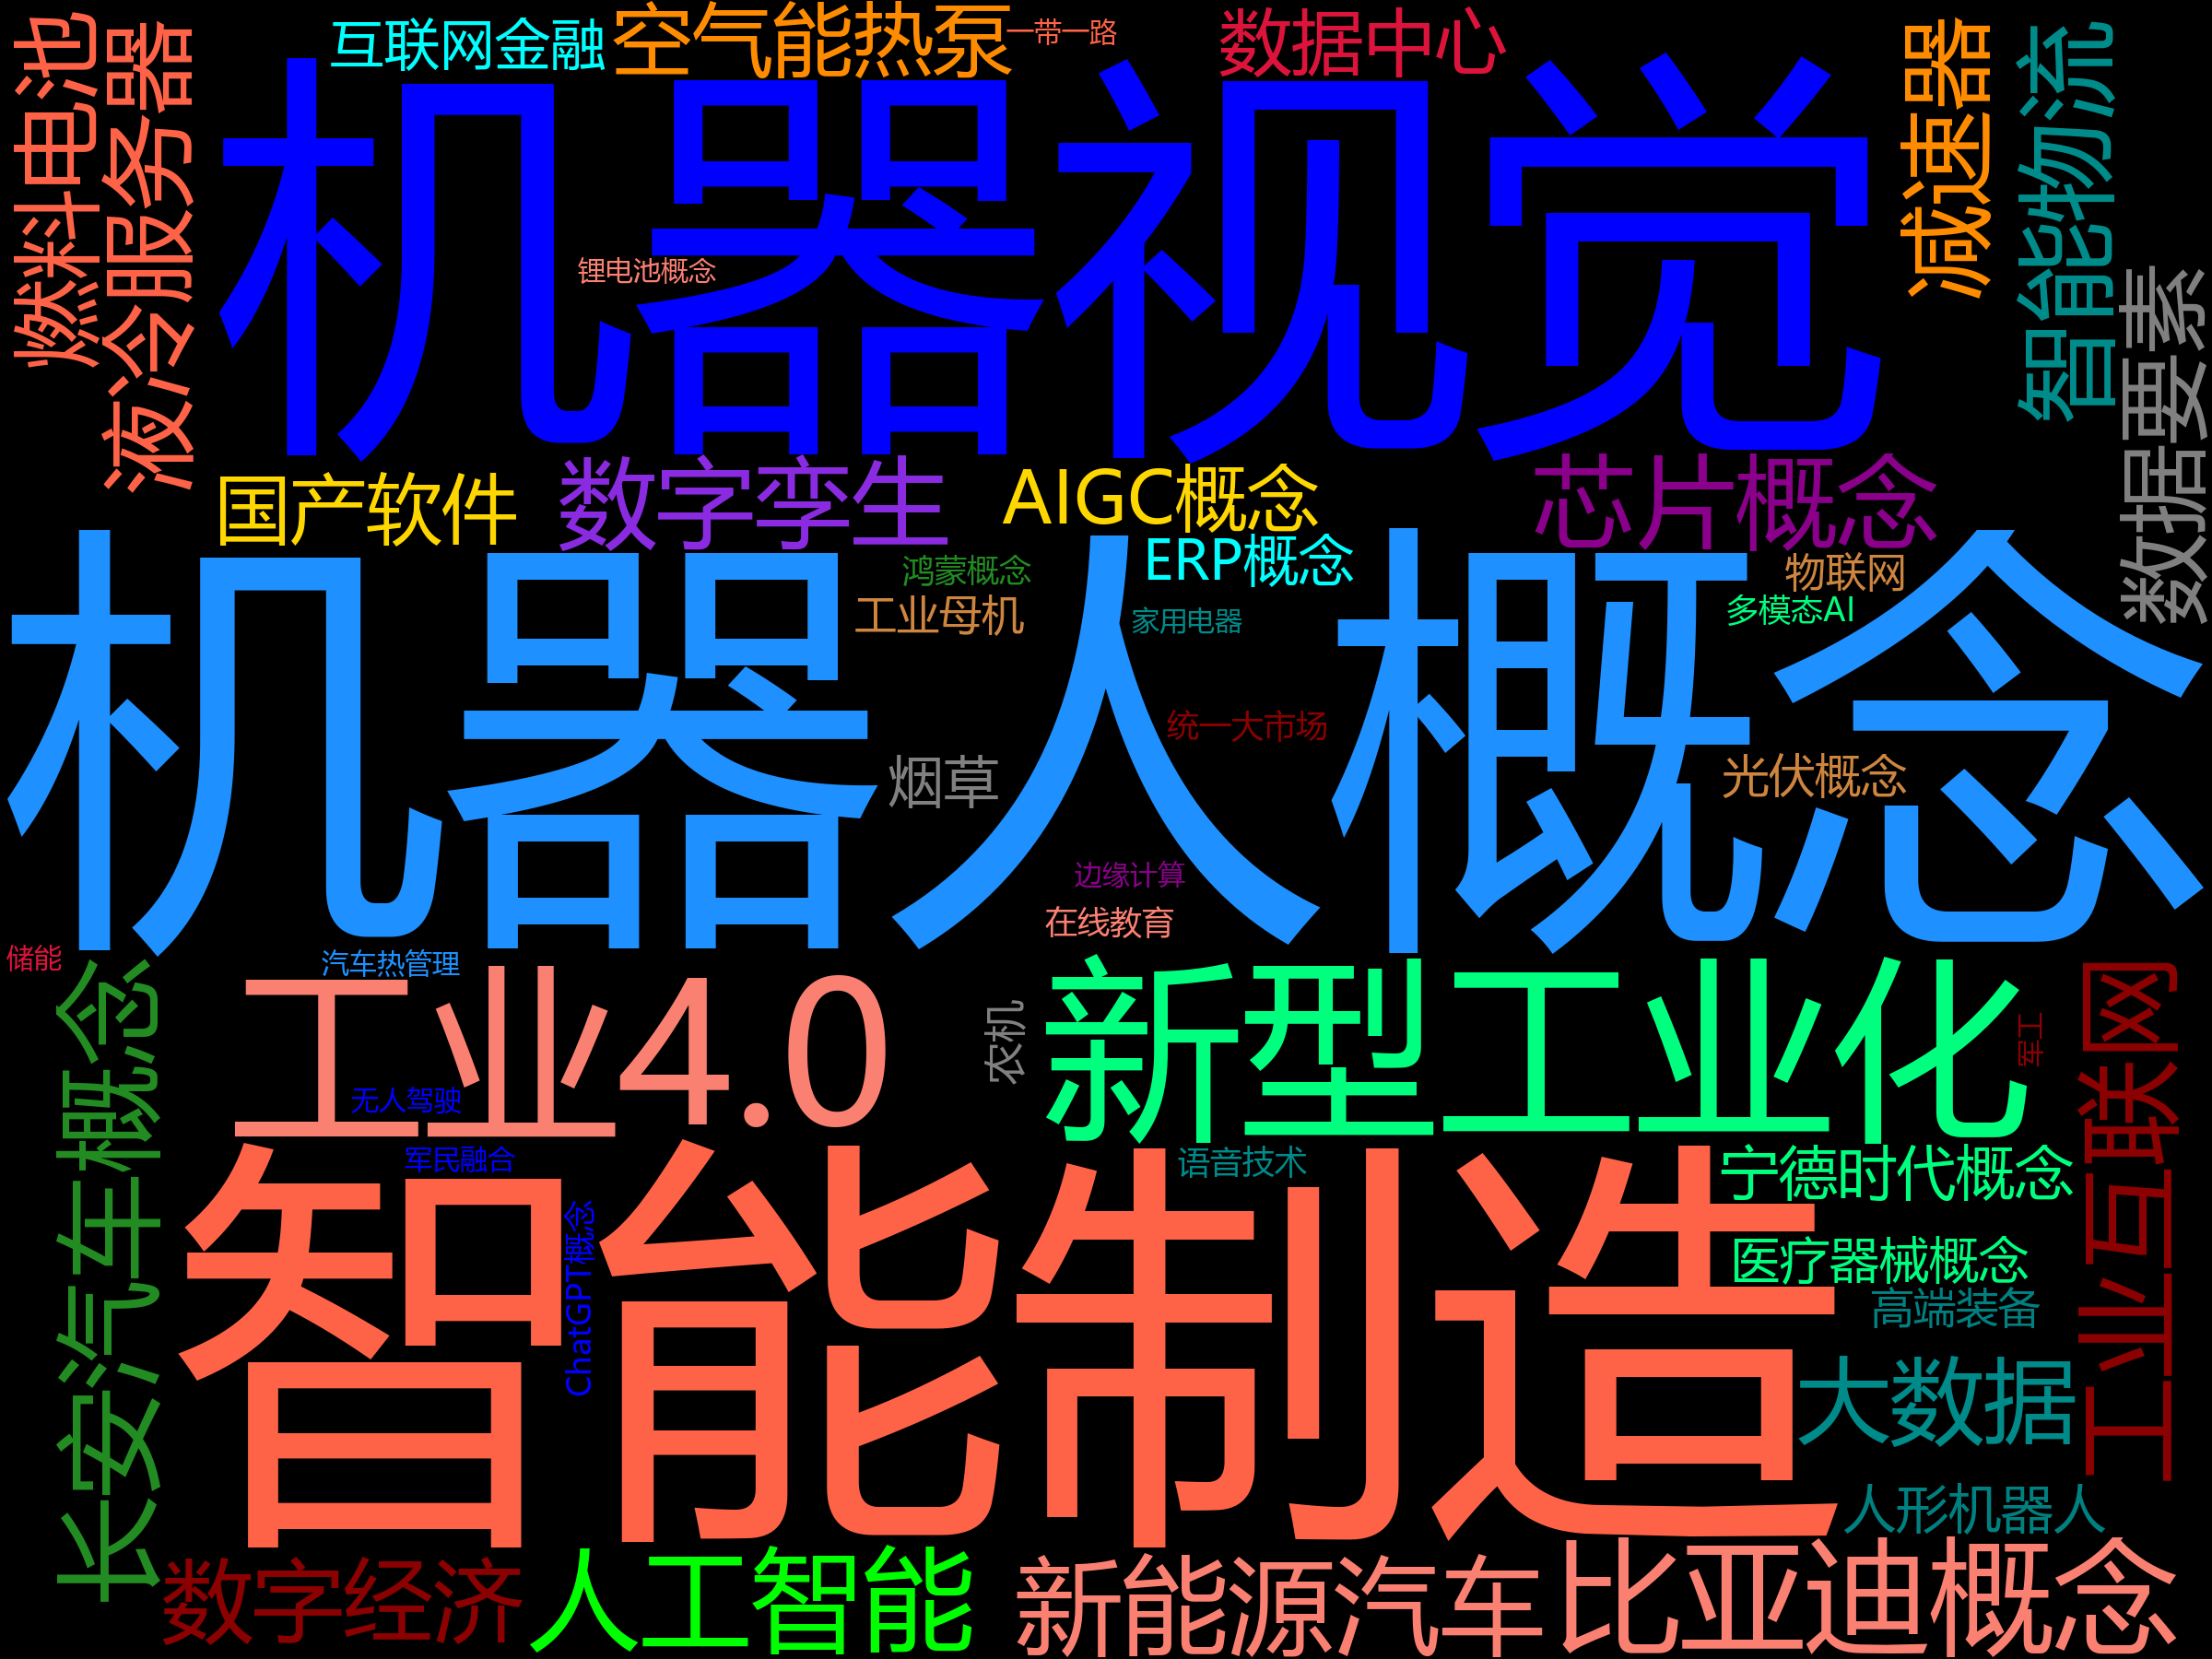 燃料电池
液冷服务器
互联网金融
空气能热泵
一带一路
数据中心
减速器
智能物流
数据要素
机器视觉
锂电池概念
国产软件
数字孪生
AIGC概念
芯片概念
鸿蒙概念
ERP概念
物联网
工业母机
家用电器
多模态AI
机器人概念
统一大市场
烟草
光伏概念
边缘计算
在线教育
储能
汽车热管理
长安汽车概念
工业4.0
农机
新型工业化
军工
工业互联网
无人驾驶
军民融合
语音技术
宁德时代概念
ChatGPT概念
智能制造
医疗器械概念
高端装备
大数据
人形机器人
数字经济
人工智能
新能源汽车
比亚迪概念